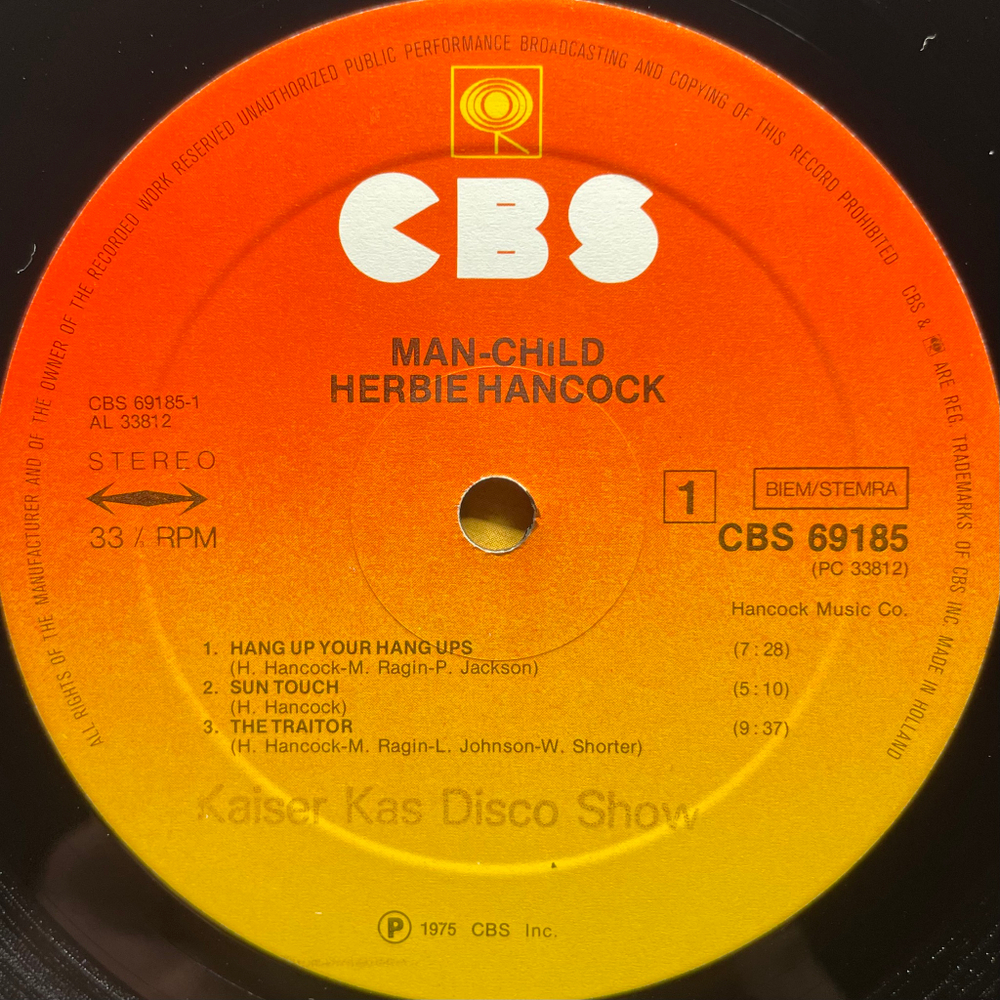 ALL RIGHTS OF THE MANUFACTURER AND OF THE OWNER OF THE RECORDED WORK RESERVED UNAUTHORIZED PUBLIC PERFORMANCE BROADCASTING AND COPYING OF THIS RECORD PROHIBITED CBS & ARE REG. TRADEMARKS OF CBS INC. MADE IN HOLLAND
CBS
MAN-CHiLD
HERBIE HANCOCK
CBS 69185-1
AL 33812
STEREO
33 ⅓ RPM
1
BIEM/STEMRA
CBS 69185
(PC 33812)
Hancock Music Co.
1. HANG UP YOUR HANG UPS (7:28)
(H. Hancock-M. Ragin-P. Jackson)
2. SUN TOUCH (5:10)
(H. Hancock)
3. THE TRAITOR (9:37)
(H. Hancock-M. Ragin-L. Johnson-W. Shorter)
Kaiser Kas Disco Show
℗ 1975 CBS Inc.